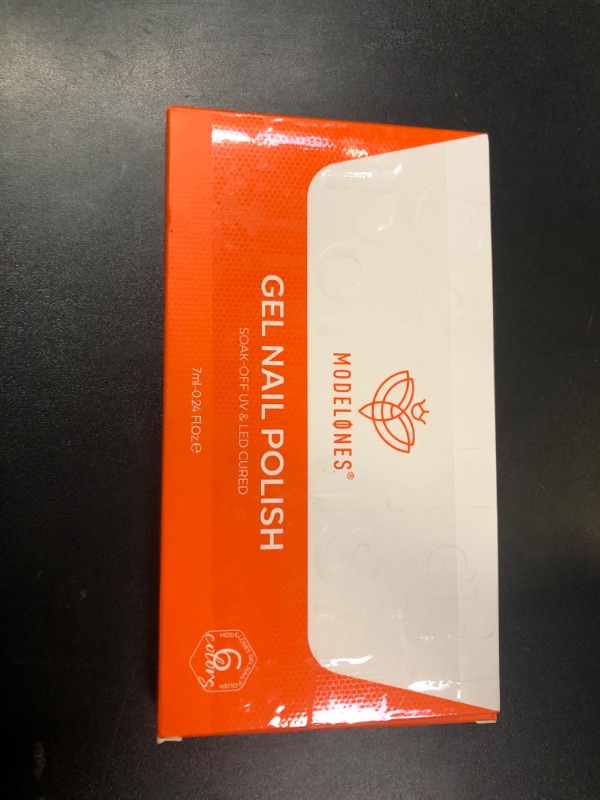 MODELONES®
GEL NAIL POLISH
SOAK-OFF UV & LED CURED
7ml-0.24 Fl.Oz℮
6
colors